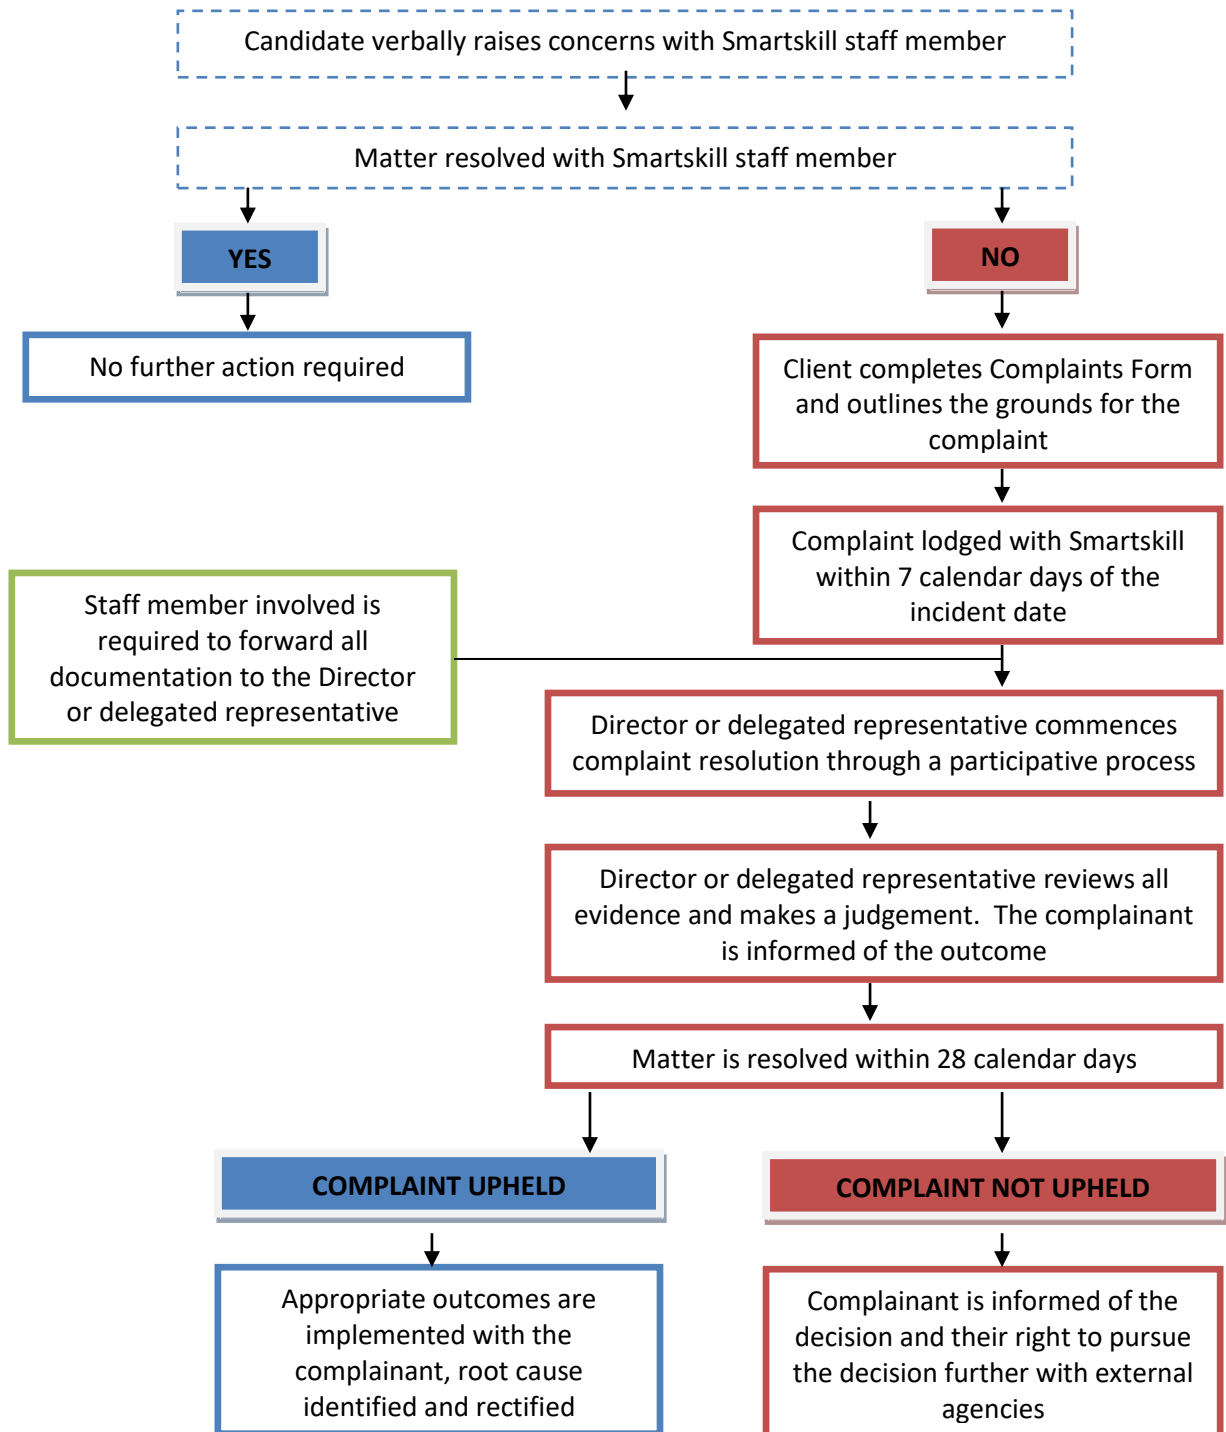 Candidate verbally raises concerns with Smartskill staff member
Matter resolved with Smartskill staff member
YES
NO
No further action required
Client completes Complaints Form
and outlines the grounds for the
complaint
Complaint lodged with Smartskill
within 7 calendar days of the
incident date
Staff member involved is
required to forward all
documentation to the Director
or delegated representative
Director or delegated representative commences
complaint resolution through a participative process
Director or delegated representative reviews all
evidence and makes a judgement.  The complainant
is informed of the outcome
Matter is resolved within 28 calendar days
COMPLAINT UPHELD
COMPLAINT NOT UPHELD
Appropriate outcomes are
implemented with the
complainant, root cause
identified and rectified
Complainant is informed of the
decision and their right to pursue
the decision further with external
agencies